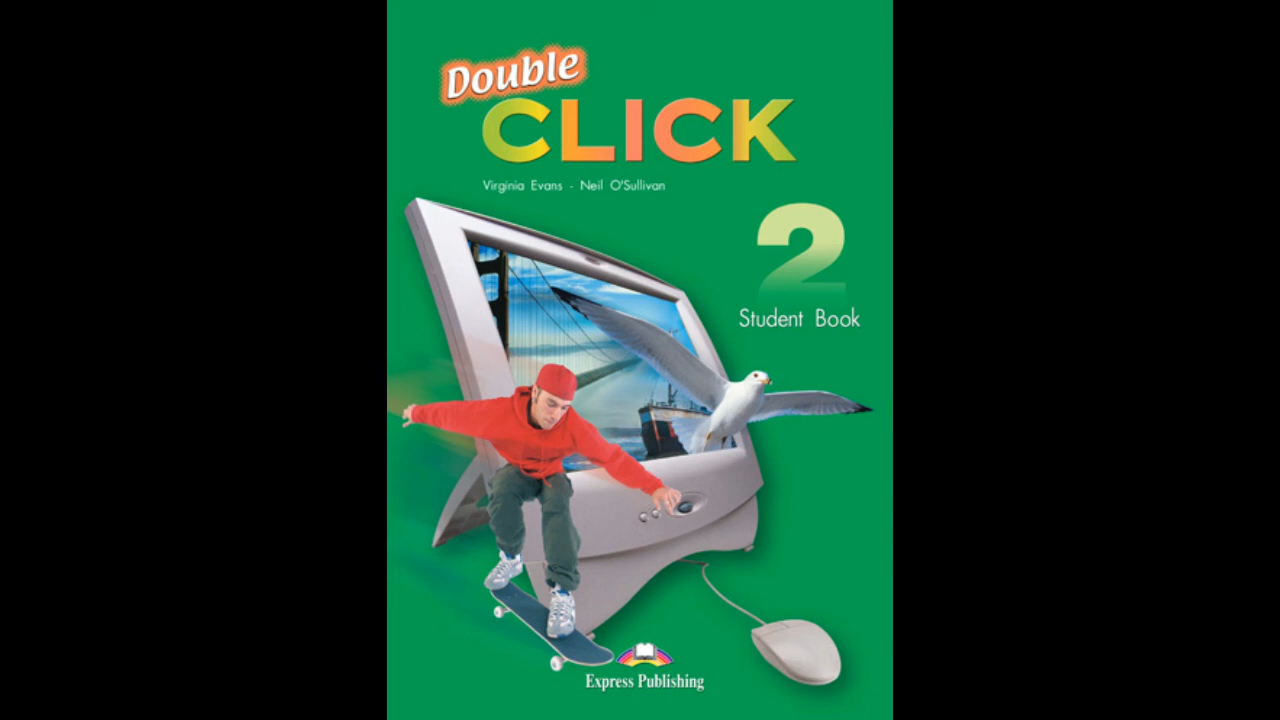 Double
CLICK
Virginia Evans - Neil O'Sullivan
2
Student Book
Express Publishing